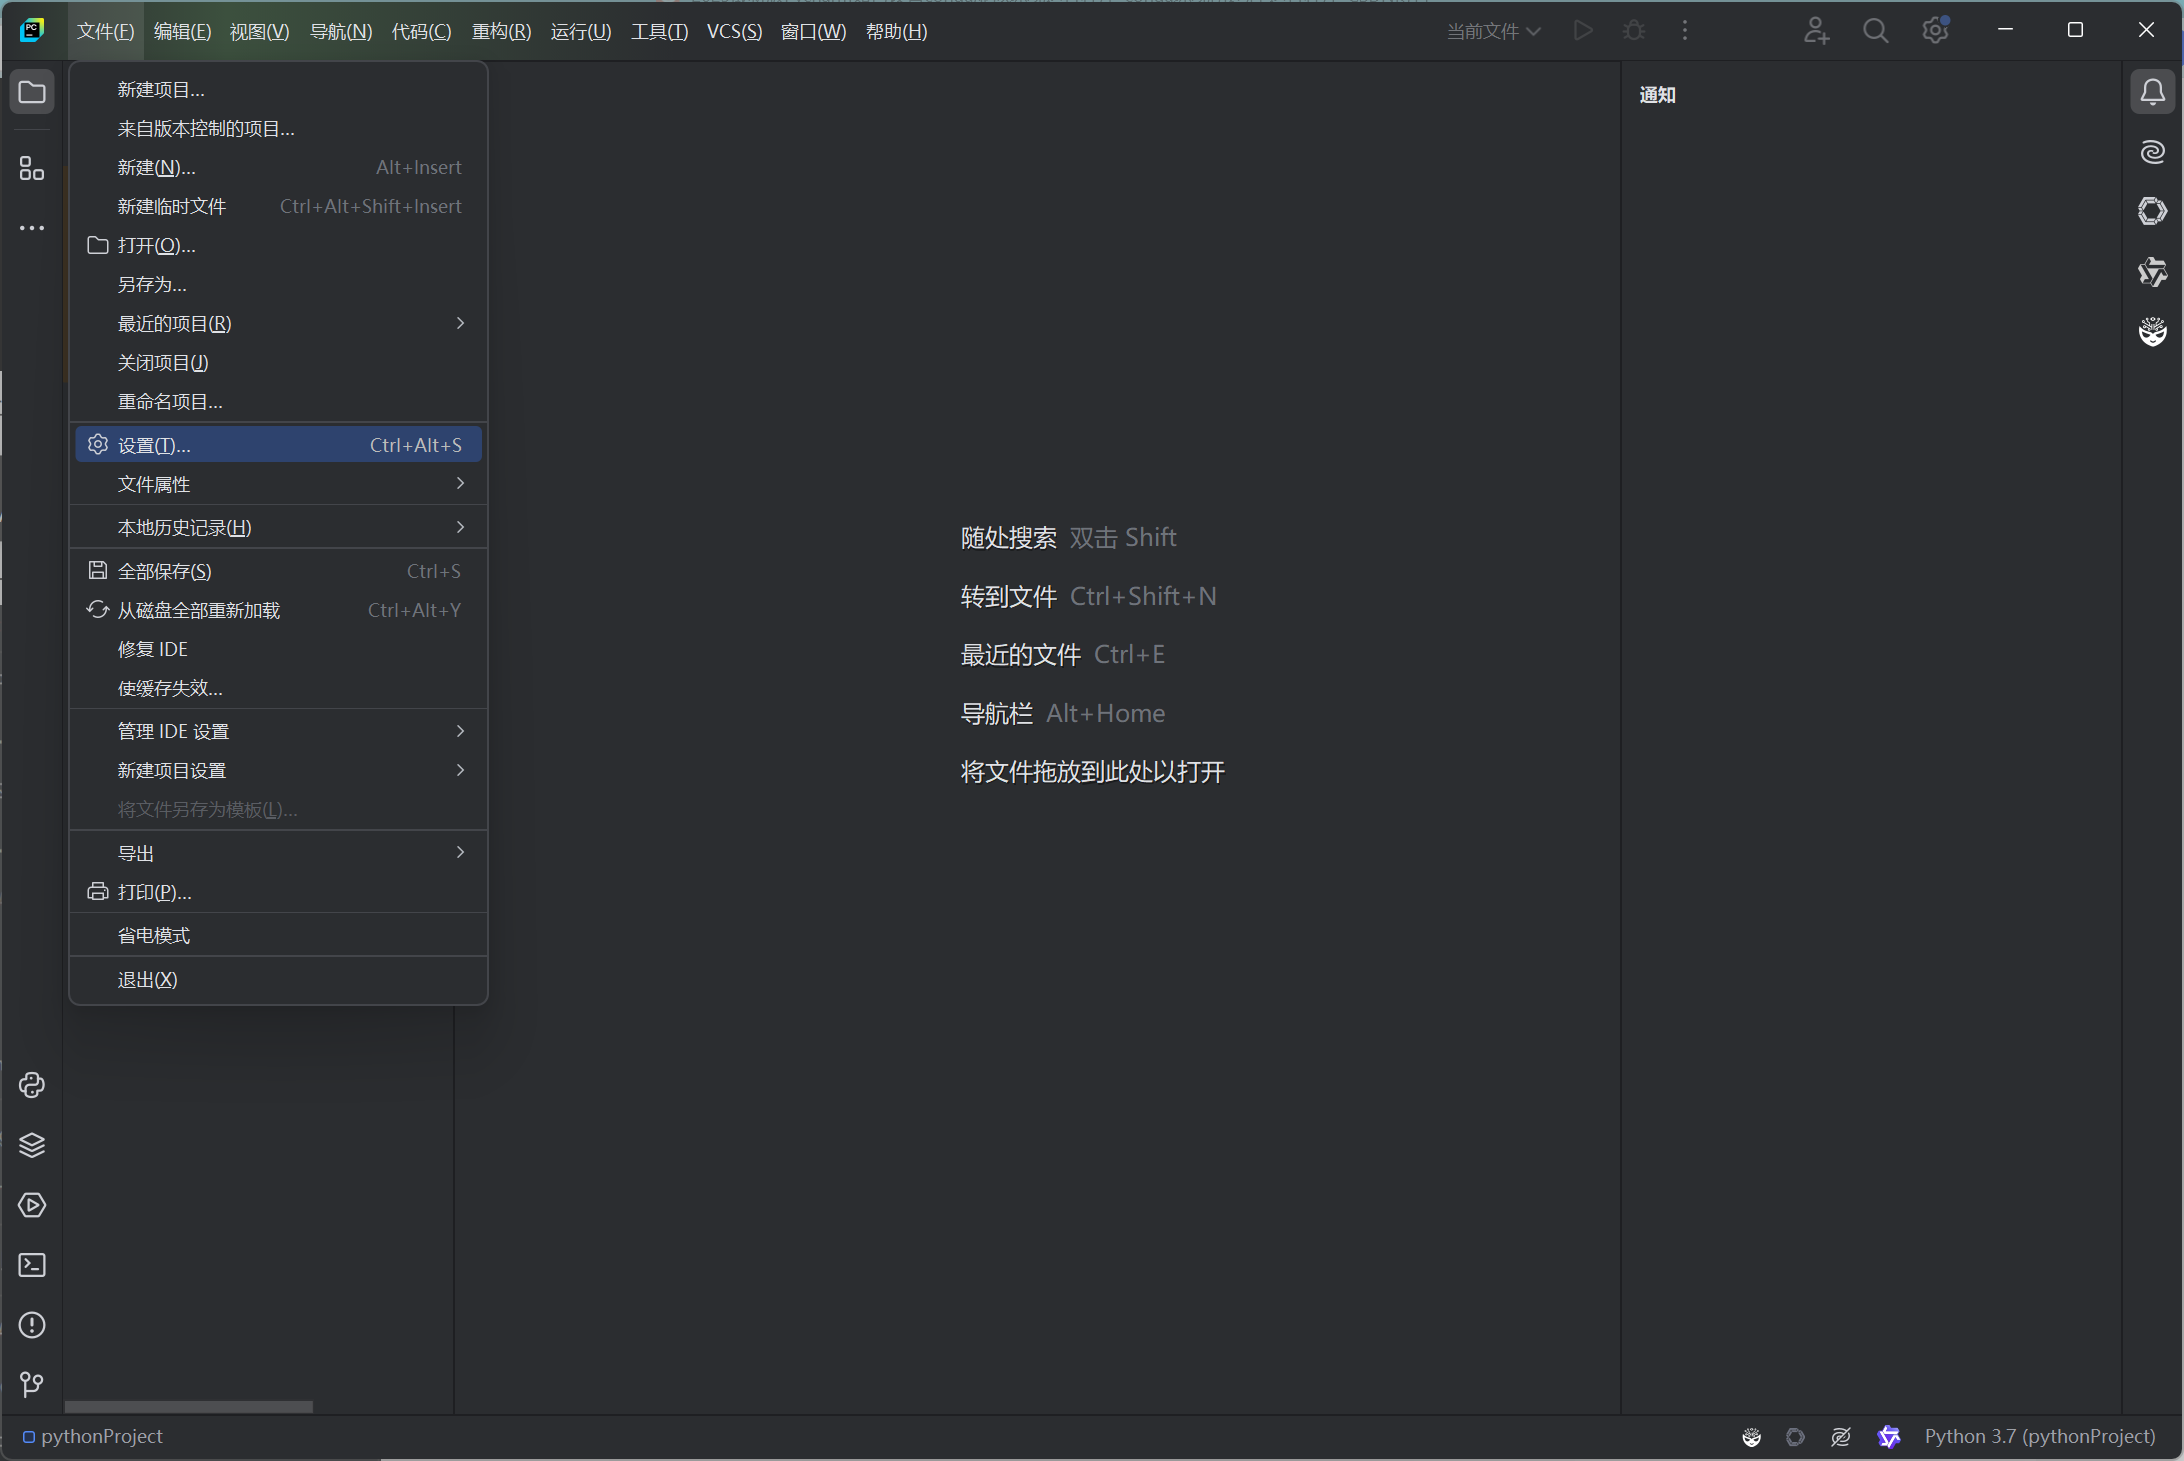 文件(F) 编辑(E) 视图(V) 导航(N) 代码(C) 重构(R) 运行(U) 工具(T) VCS(S) 窗口(W) 帮助(H) 当前文件
新建项目...
来自版本控制的项目...
新建(N)... Alt+Insert
新建临时文件 Ctrl+Alt+Shift+Insert
打开(O)...
另存为...
最近的项目(R)
关闭项目(J)
重命名项目...
设置(T)... Ctrl+Alt+S
文件属性
本地历史记录(H)
全部保存(S) Ctrl+S
从磁盘全部重新加载 Ctrl+Alt+Y
修复 IDE
使缓存失效...
管理 IDE 设置
新建项目设置
将文件另存为模板(L)...
导出
打印(P)...
省电模式
退出(X)
随处搜索 双击 Shift
转到文件 Ctrl+Shift+N
最近的文件 Ctrl+E
导航栏 Alt+Home
将文件拖放到此处以打开
通知
pythonProject
Python 3.7 (pythonProject)